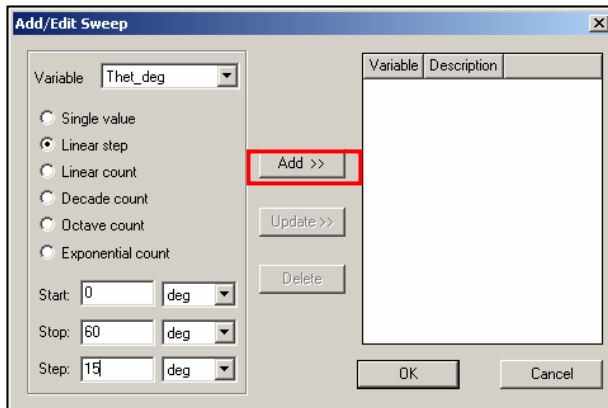 Add/Edit Sweep
Variable Thet_deg
Single value
Linear step
Linear count
Decade count
Octave count
Exponential count
Start: 0 deg
Stop: 60 deg
Step: 15 deg
Add >>
Update >>
Delete
Variable Description
OK Cancel